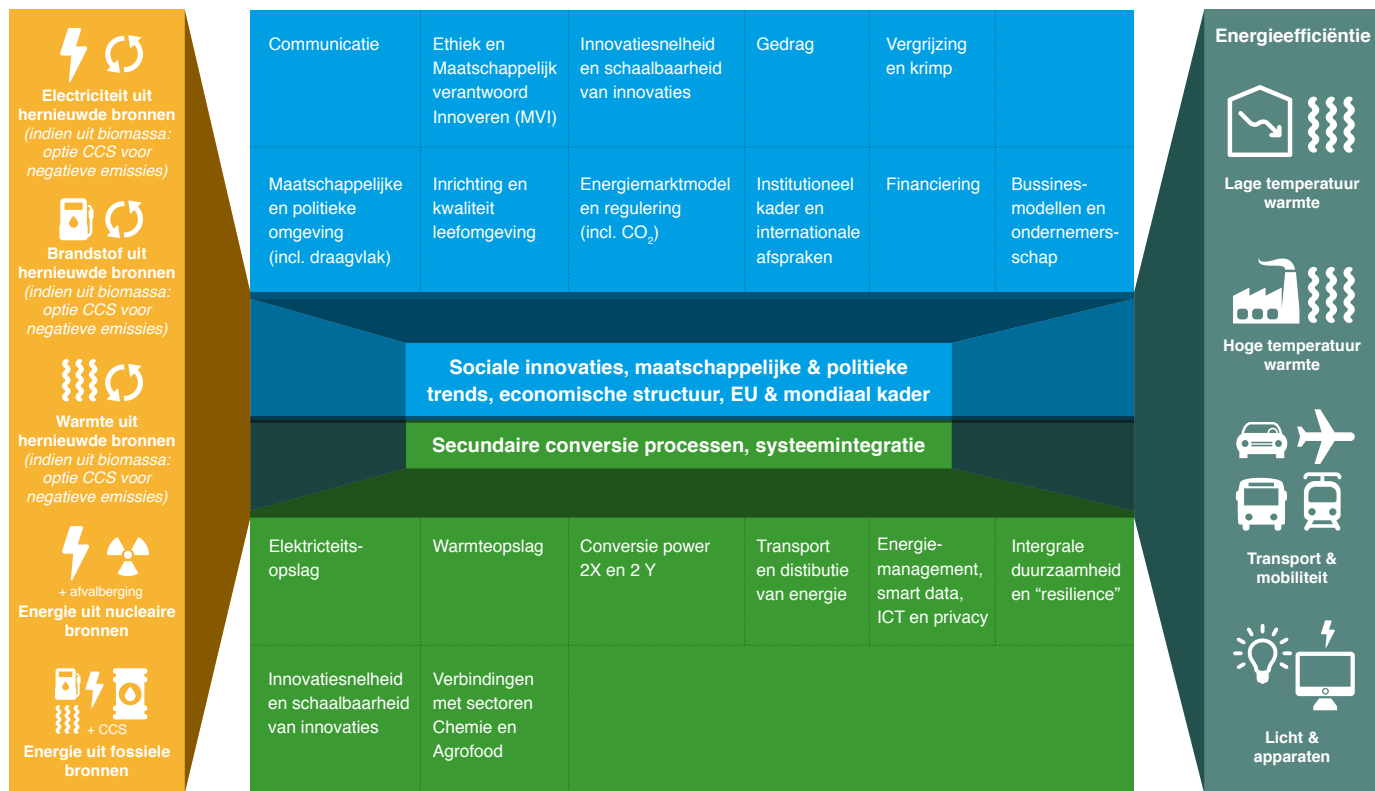 Electriciteit uit
hernieuwde bronnen
(indien uit biomassa:
optie CCS voor
negatieve emissies)
Brandstof uit
hernieuwde bronnen
(indien uit biomassa:
optie CCS voor
negatieve emissies)
Warmte uit
hernieuwde bronnen
(indien uit biomassa:
optie CCS voor
negatieve emissies)
+ afvalberging
Energie uit nucleaire
bronnen
+ CCS
Energie uit fossiele
bronnen
Communicatie
Ethiek en
Maatschappelijk
verantwoord
Innoveren (MVI)
Innovatiesnelheid
en schaalbaarheid
van innovaties
Gedrag
Vergrijzing
en krimp
Maatschappelijke
en politieke
omgeving
(incl. draagvlak)
Inrichting en
kwaliteit
leefomgeving
Energiemarktmodel
en regulering
(incl. CO₂)
Institutioneel
kader en
internationale
afspraken
Financiering
Bussines-
modellen en
ondernemers-
schap
Sociale innovaties, maatschappelijke & politieke
trends, economische structuur, EU & mondiaal kader
Secundaire conversie processen, systeemintegratie
Elektriciteits-
opslag
Warmteopslag
Conversie power
2X en 2 Y
Transport
en distibutie
van energie
Energie-
management,
smart data,
ICT en privacy
Intergrale
duurzaamheid
en “resilience”
Innovatiesnelheid
en schaalbaarheid
van innovaties
Verbindingen
met sectoren
Chemie en
Agrofood
Energieefficiëntie
Lage temperatuur
warmte
Hoge temperatuur
warmte
Transport &
mobiliteit
Licht &
apparaten